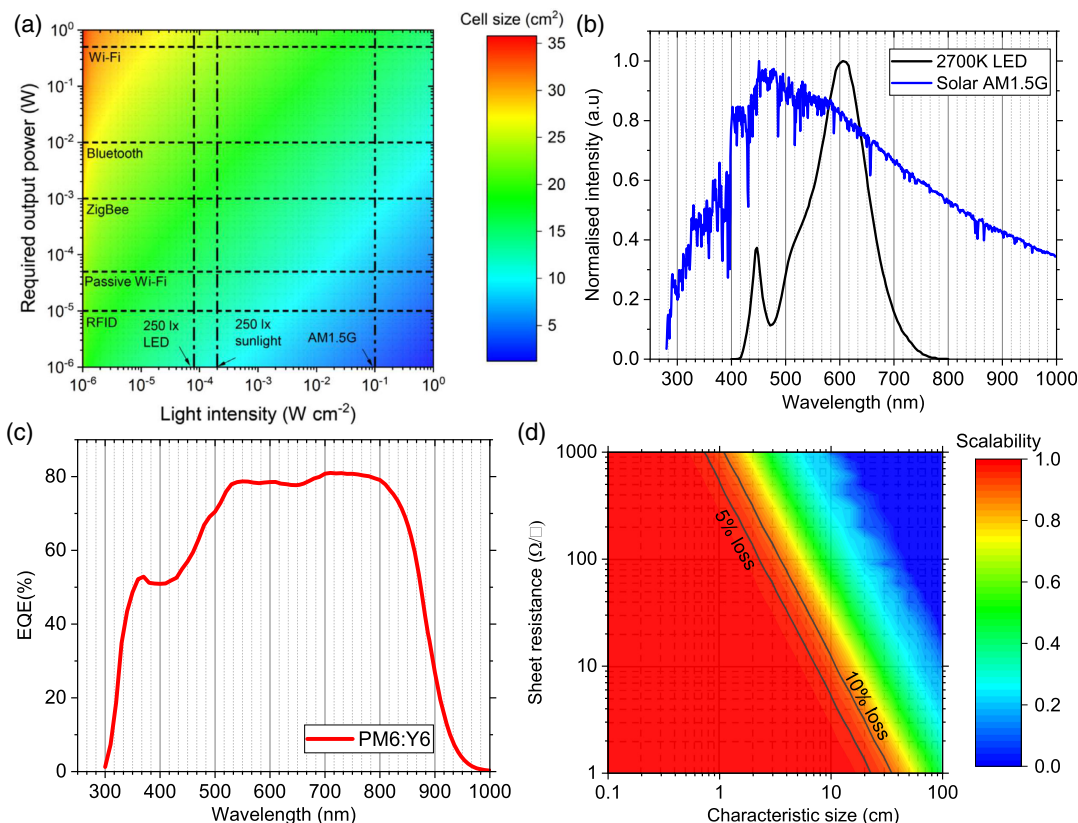 (a)
Cell size (cm²)
Required output power (W)
10⁰
10⁻¹
10⁻²
10⁻³
10⁻⁴
10⁻⁵
10⁻⁶
Wi-Fi
Bluetooth
ZigBee
Passive Wi-Fi
RFID
250 lx
LED
250 lx
sunlight
AM1.5G
10⁻⁶ 10⁻⁵ 10⁻⁴ 10⁻³ 10⁻² 10⁻¹ 10⁰
Light intensity (W cm⁻²)
35
30
25
20
15
10
5
(b)
Normalised intensity (a.u)
1.0
0.8
0.6
0.4
0.2
0.0
2700K LED
Solar AM1.5G
300 400 500 600 700 800 900 1000
Wavelength (nm)
(c)
EQE(%)
80
60
40
20
0
PM6:Y6
300 400 500 600 700 800 900 1000
Wavelength (nm)
(d)
Scalability
Sheet resistance (Ω/□)
1000
100
10
1
5% loss
10% loss
0.1 1 10 100
Characteristic size (cm)
1.0
0.8
0.6
0.4
0.2
0.0